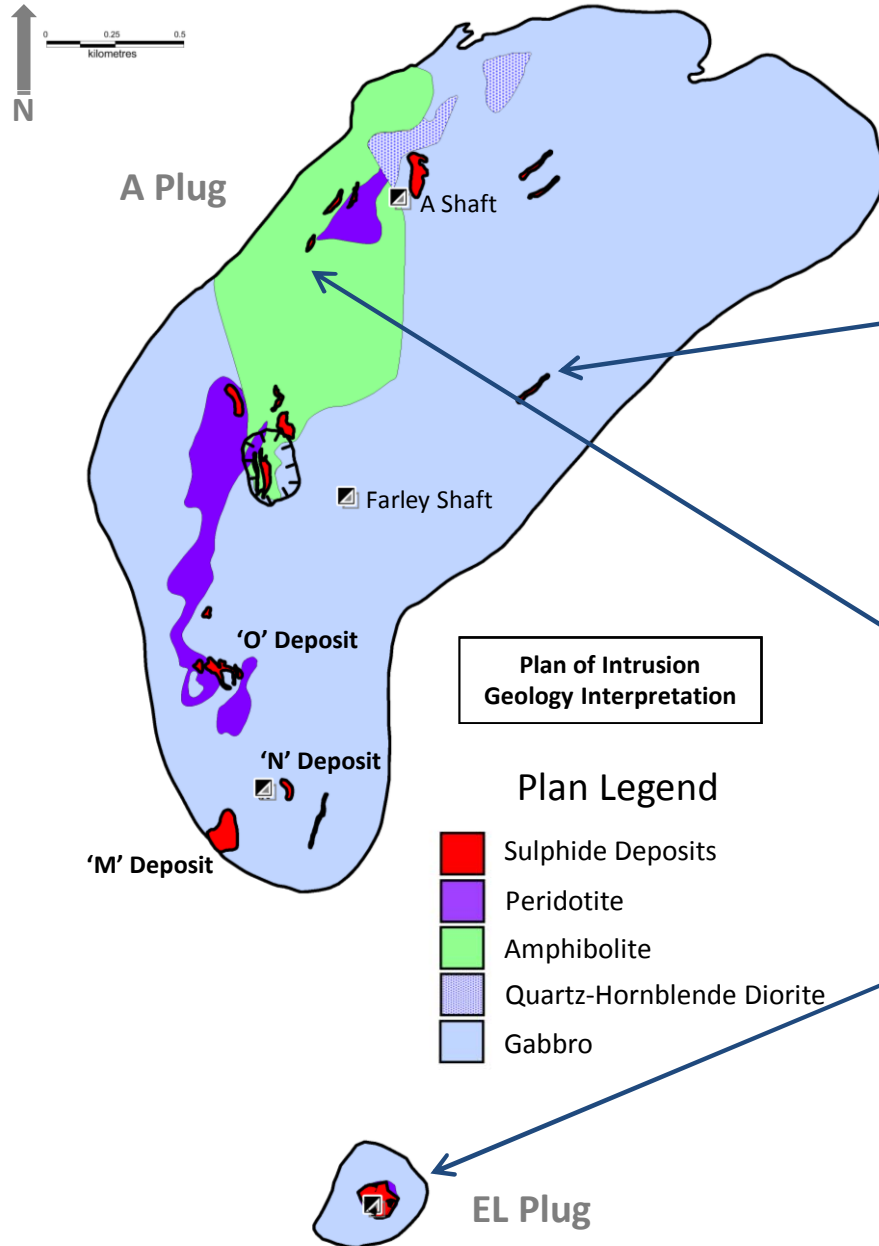 0 0.25 0.5
kilometres
N
A Plug
A Shaft
Farley Shaft
'O' Deposit
Plan of Intrusion
Geology Interpretation
'N' Deposit
'M' Deposit
Plan Legend
Sulphide Deposits
Peridotite
Amphibolite
Quartz-Hornblende Diorite
Gabbro
EL Plug